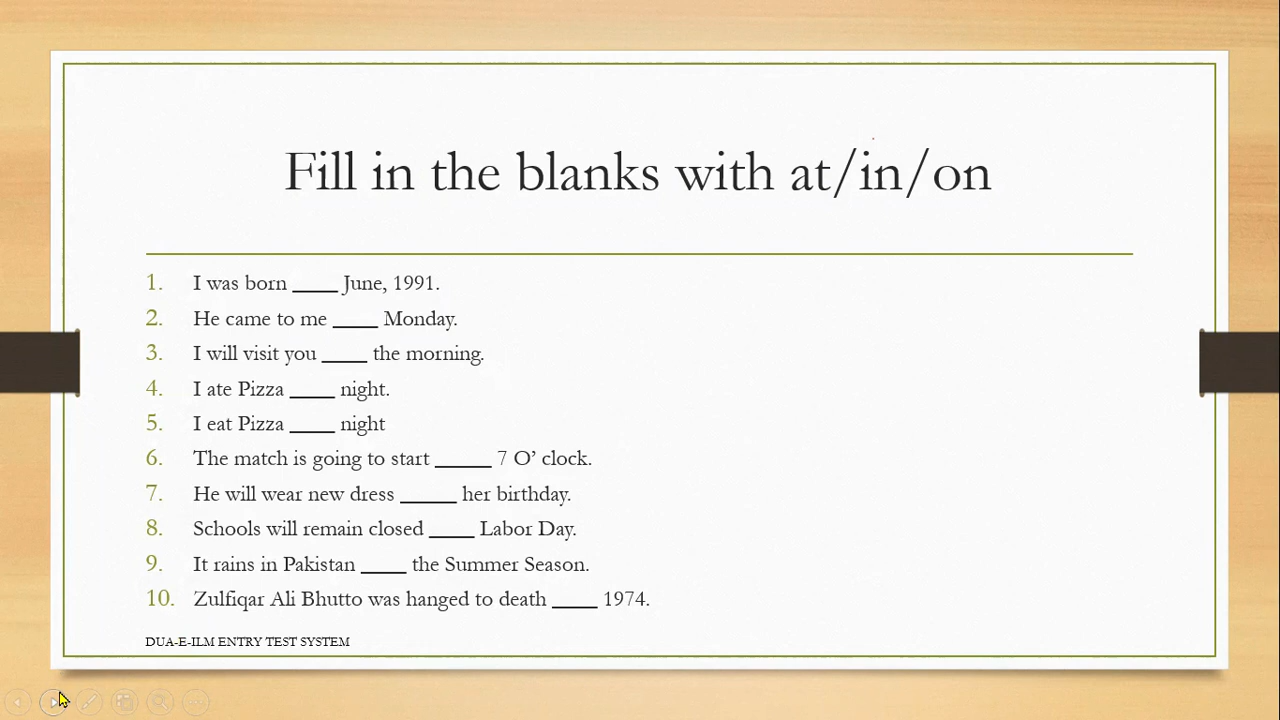 Fill in the blanks with at/in/on
1. I was born ____ June, 1991.
2. He came to me ____ Monday.
3. I will visit you ____ the morning.
4. I ate Pizza ____ night.
5. I eat Pizza ____ night
6. The match is going to start _____ 7 O’ clock.
7. He will wear new dress _____ her birthday.
8. Schools will remain closed ____ Labor Day.
9. It rains in Pakistan ____ the Summer Season.
10. Zulfiqar Ali Bhutto was hanged to death ____ 1974.
DUA-E-ILM ENTRY TEST SYSTEM